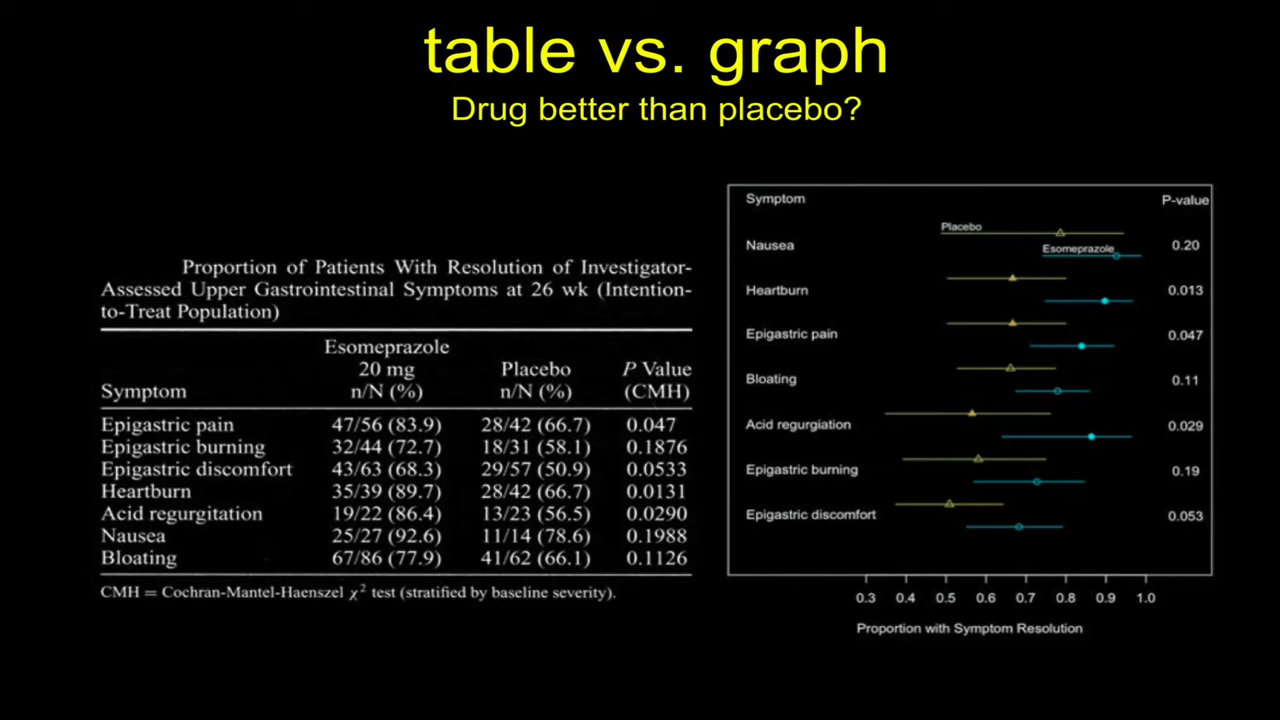 table vs. graph
Drug better than placebo?
Proportion of Patients With Resolution of Investigator-
Assessed Upper Gastrointestinal Symptoms at 26 wk (Intention-
to-Treat Population)
Esomeprazole
20 mg Placebo P Value
Symptom n/N (%) n/N (%) (CMH)
Epigastric pain 47/56 (83.9) 28/42 (66.7) 0.047
Epigastric burning 32/44 (72.7) 18/31 (58.1) 0.1876
Epigastric discomfort 43/63 (68.3) 29/57 (50.9) 0.0533
Heartburn 35/39 (89.7) 28/42 (66.7) 0.0131
Acid regurgitation 19/22 (86.4) 13/23 (56.5) 0.0290
Nausea 25/27 (92.6) 11/14 (78.6) 0.1988
Bloating 67/86 (77.9) 41/62 (66.1) 0.1126
CMH = Cochran-Mantel-Haenszel χ² test (stratified by baseline severity).
Symptom P-value
Placebo
Nausea Esomeprazole 0.20
Heartburn 0.013
Epigastric pain 0.047
Bloating 0.11
Acid regurgiation 0.029
Epigastric burning 0.19
Epigastric discomfort 0.053
0.3 0.4 0.5 0.6 0.7 0.8 0.9 1.0
Proportion with Symptom Resolution